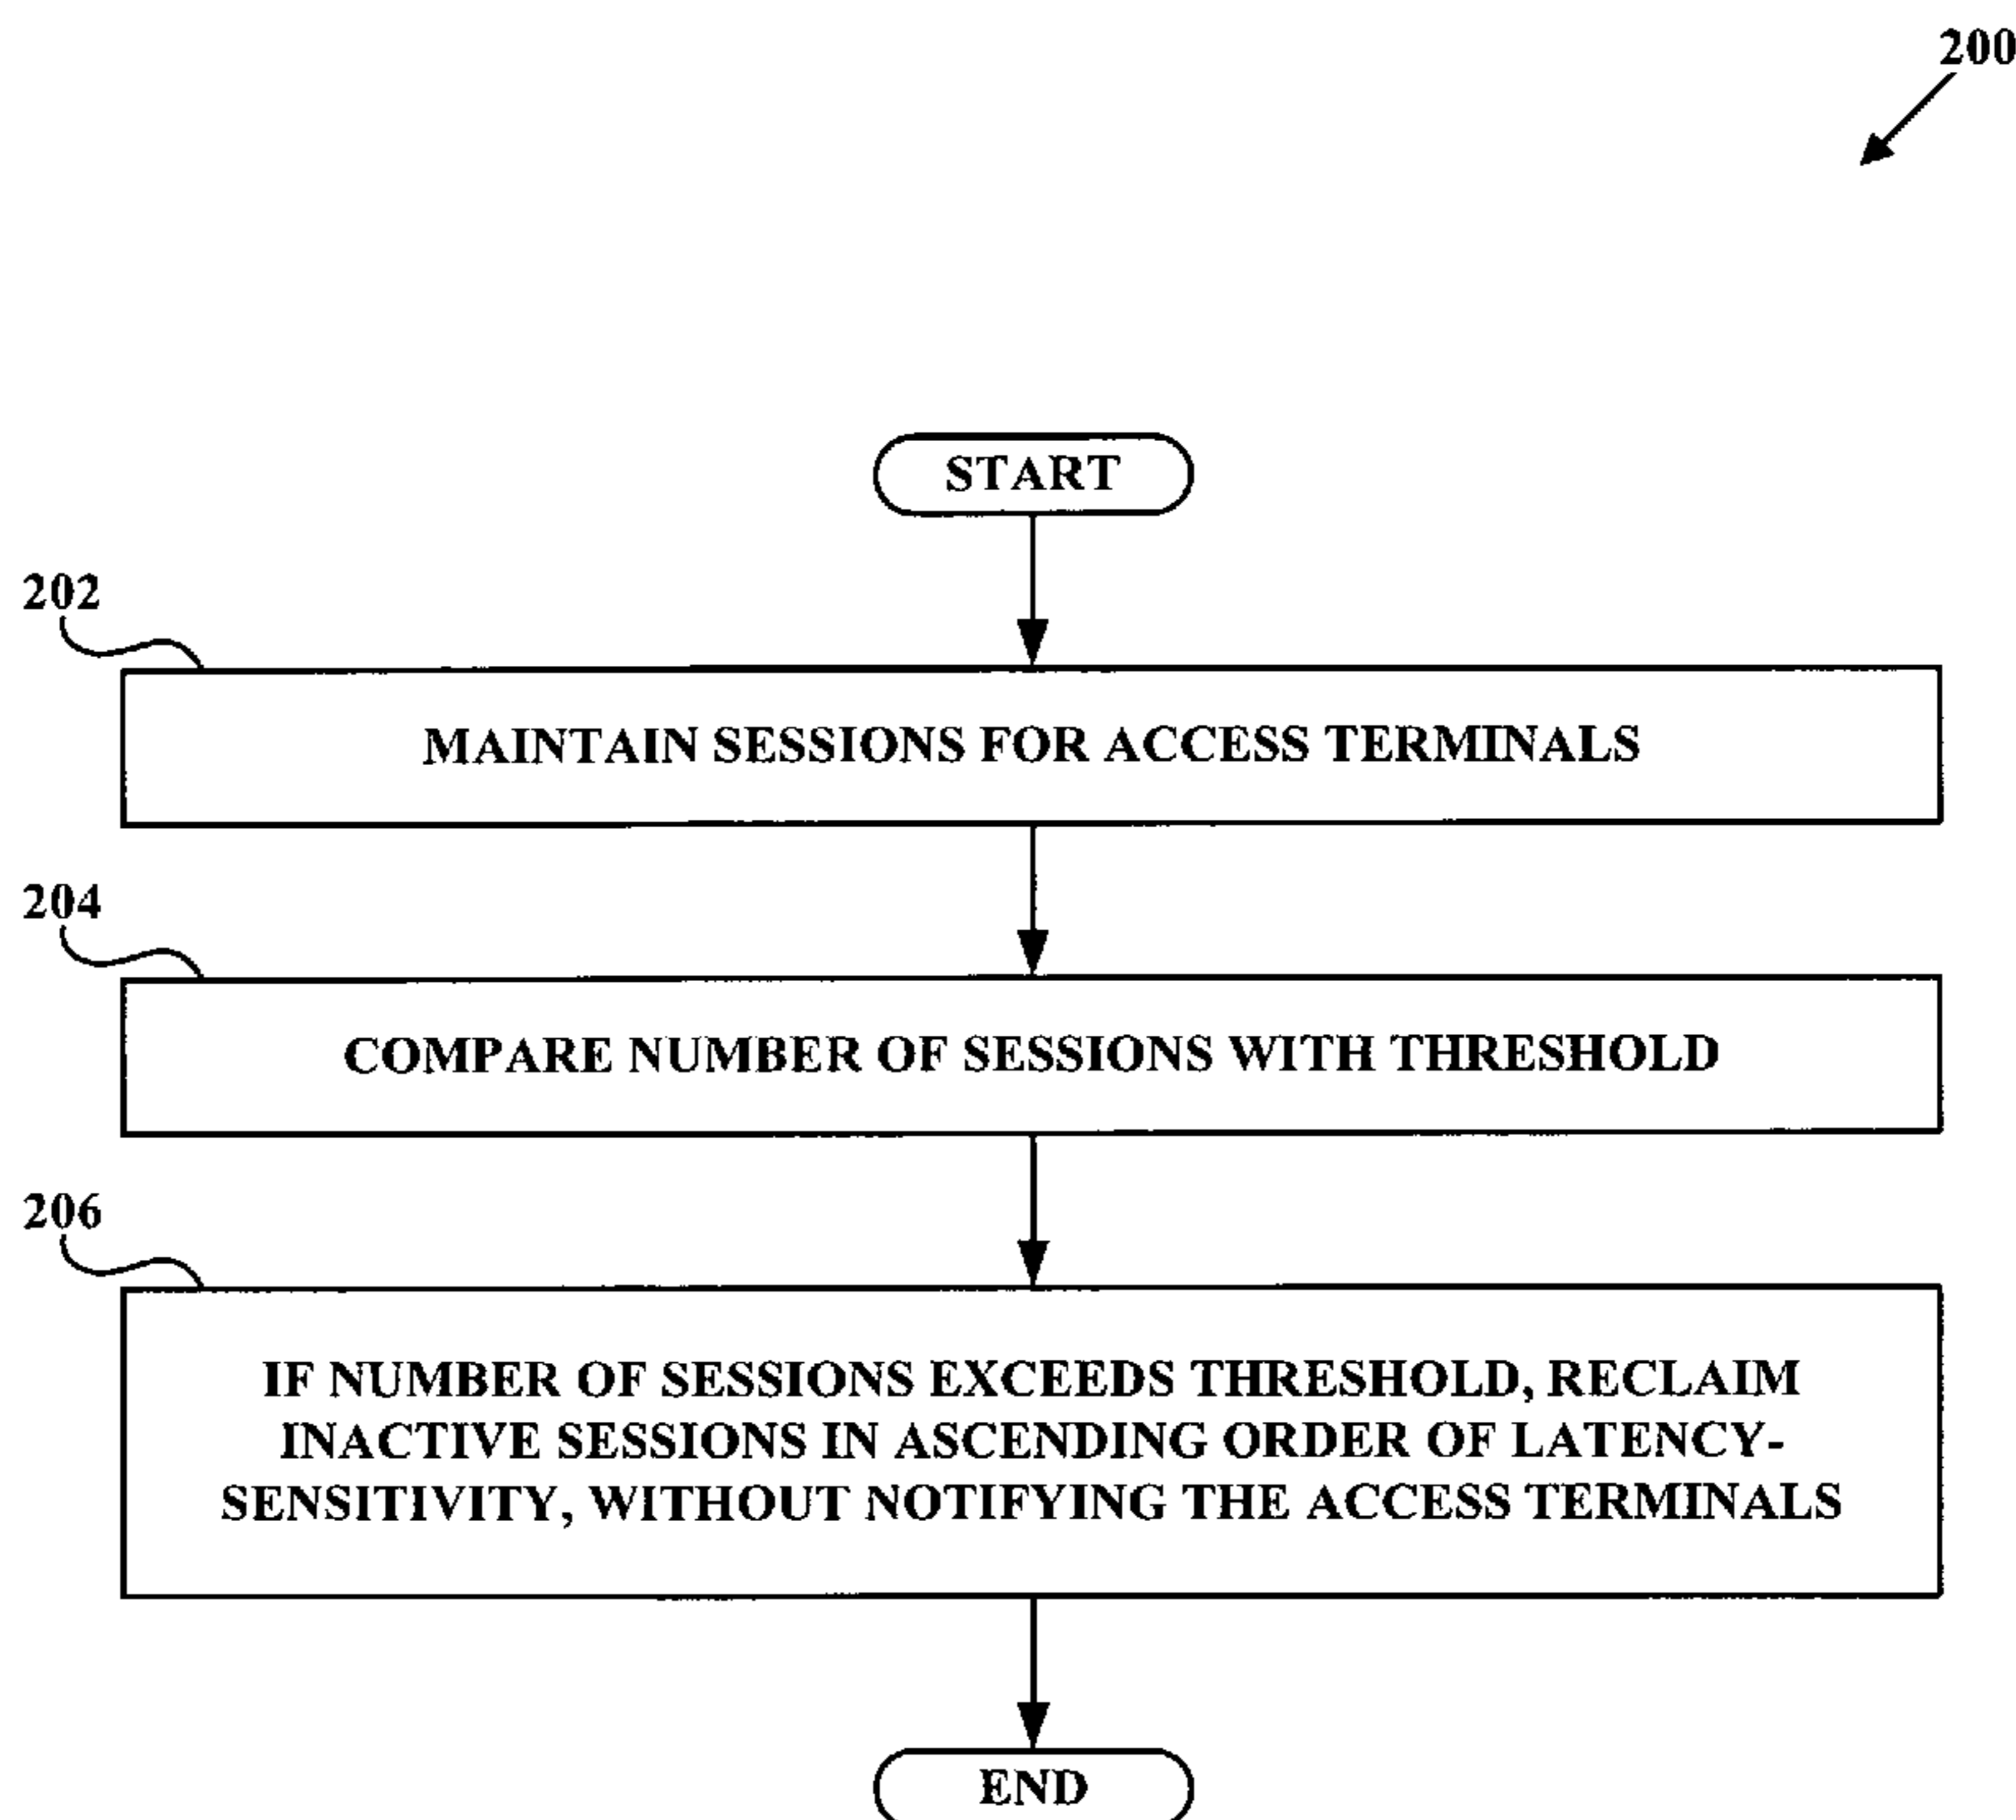 200
START
202
MAINTAIN SESSIONS FOR ACCESS TERMINALS
204
COMPARE NUMBER OF SESSIONS WITH THRESHOLD
206
IF NUMBER OF SESSIONS EXCEEDS THRESHOLD, RECLAIM
INACTIVE SESSIONS IN ASCENDING ORDER OF LATENCY-
SENSITIVITY, WITHOUT NOTIFYING THE ACCESS TERMINALS
END